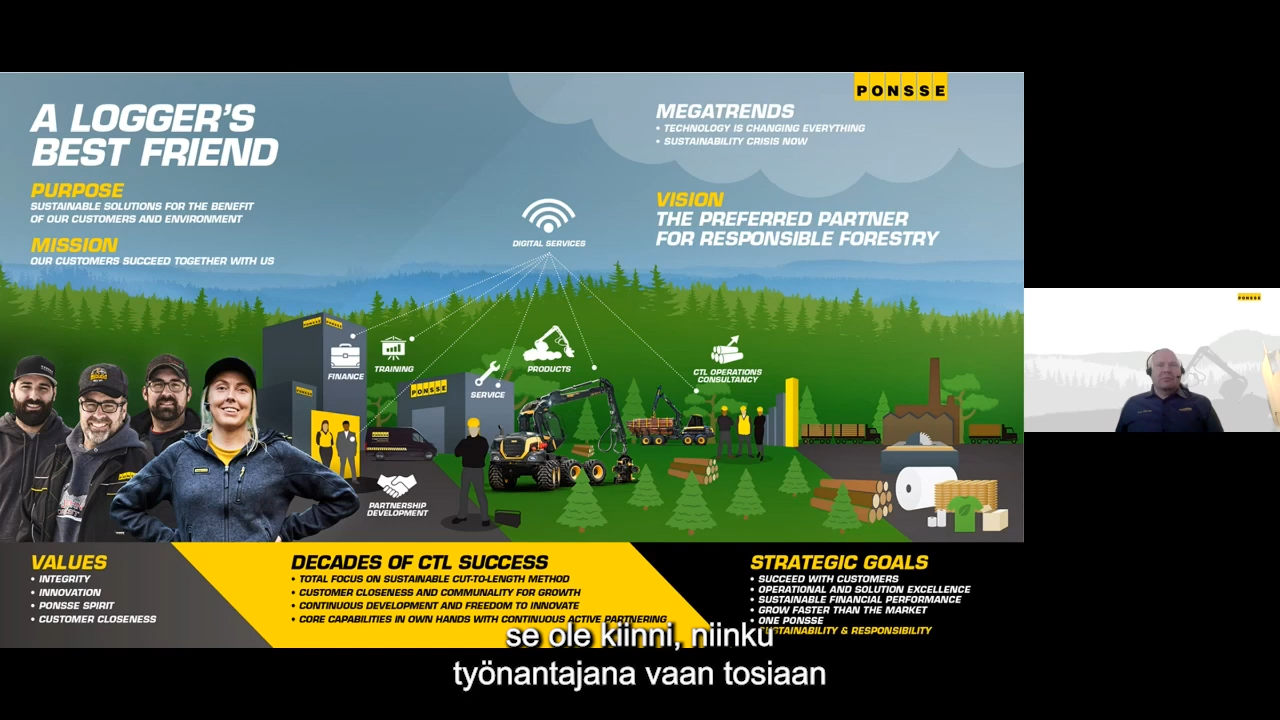 A LOGGER'S
BEST FRIEND
PURPOSE
SUSTAINABLE SOLUTIONS FOR THE BENEFIT
OF OUR CUSTOMERS AND ENVIRONMENT
MISSION
OUR CUSTOMERS SUCCEED TOGETHER WITH US
PONSSE
MEGATRENDS
• TECHNOLOGY IS CHANGING EVERYTHING
• SUSTAINABILITY CRISIS NOW
VISION
THE PREFERRED PARTNER
FOR RESPONSIBLE FORESTRY
DIGITAL SERVICES
PONSSE
FINANCE
TRAINING
PONSSE
SERVICE
PRODUCTS
CTL OPERATIONS
CONSULTANCY
PARTNERSHIP
DEVELOPMENT
PONSSE
VALUES
• INTEGRITY
• INNOVATION
• PONSSE SPIRIT
• CUSTOMER CLOSENESS
DECADES OF CTL SUCCESS
• TOTAL FOCUS ON SUSTAINABLE CUT-TO-LENGTH METHOD
• CUSTOMER CLOSENESS AND COMMUNALITY FOR GROWTH
• CONTINUOUS DEVELOPMENT AND FREEDOM TO INNOVATE
• CORE CAPABILITIES IN OWN HANDS WITH CONTINUOUS ACTIVE PARTNERING
STRATEGIC GOALS
• SUCCEED WITH CUSTOMERS
• OPERATIONAL AND SOLUTION EXCELLENCE
• SUSTAINABLE FINANCIAL PERFORMANCE
• GROW FASTER THAN THE MARKET
• ONE PONSSE
• SUSTAINABILITY & RESPONSIBILITY
se ole kiinni, niinku
työnantajana vaan tosiaan